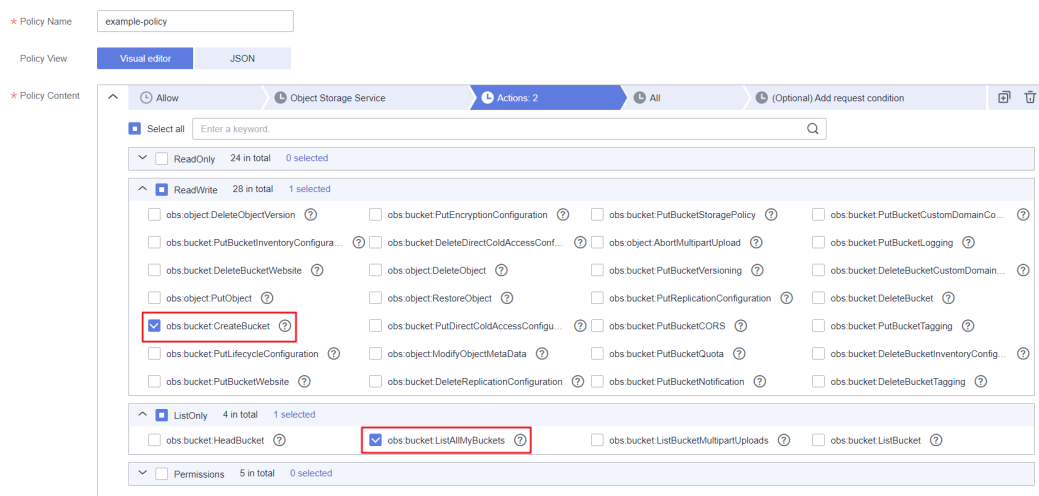 * Policy Name example-policy
Policy View Visual editor JSON
* Policy Content Allow Object Storage Service Actions: 2 All (Optional) Add request condition
Select all Enter a keyword.
ReadOnly 24 in total 0 selected
ReadWrite 28 in total 1 selected
obs:object:DeleteObjectVersion ? obs:bucket:PutEncryptionConfiguration ? obs:bucket:PutBucketStoragePolicy ? obs:bucket:PutBucketCustomDomainCo... ?
obs:bucket:PutBucketInventoryConfigura... ? obs:bucket:DeleteDirectColdAccessConf... ? obs:object:AbortMultipartUpload ? obs:bucket:PutBucketLogging ?
obs:bucket:DeleteBucketWebsite ? obs:object:DeleteObject ? obs:bucket:PutBucketVersioning ? obs:bucket:DeleteBucketCustomDomain... ?
obs:object:PutObject ? obs:object:RestoreObject ? obs:bucket:PutReplicationConfiguration ? obs:bucket:DeleteBucket ?
obs:bucket:CreateBucket ? obs:bucket:PutDirectColdAccessConfigu... ? obs:bucket:PutBucketCORS ? obs:bucket:PutBucketTagging ?
obs:bucket:PutLifecycleConfiguration ? obs:object:ModifyObjectMetaData ? obs:bucket:PutBucketQuota ? obs:bucket:DeleteBucketInventoryConfig... ?
obs:bucket:PutBucketWebsite ? obs:bucket:DeleteReplicationConfiguration ? obs:bucket:PutBucketNotification ? obs:bucket:DeleteBucketTagging ?
ListOnly 4 in total 1 selected
obs:bucket:HeadBucket ? obs:bucket:ListAllMyBuckets ? obs:bucket:ListBucketMultipartUploads ? obs:bucket:ListBucket ?
Permissions 5 in total 0 selected